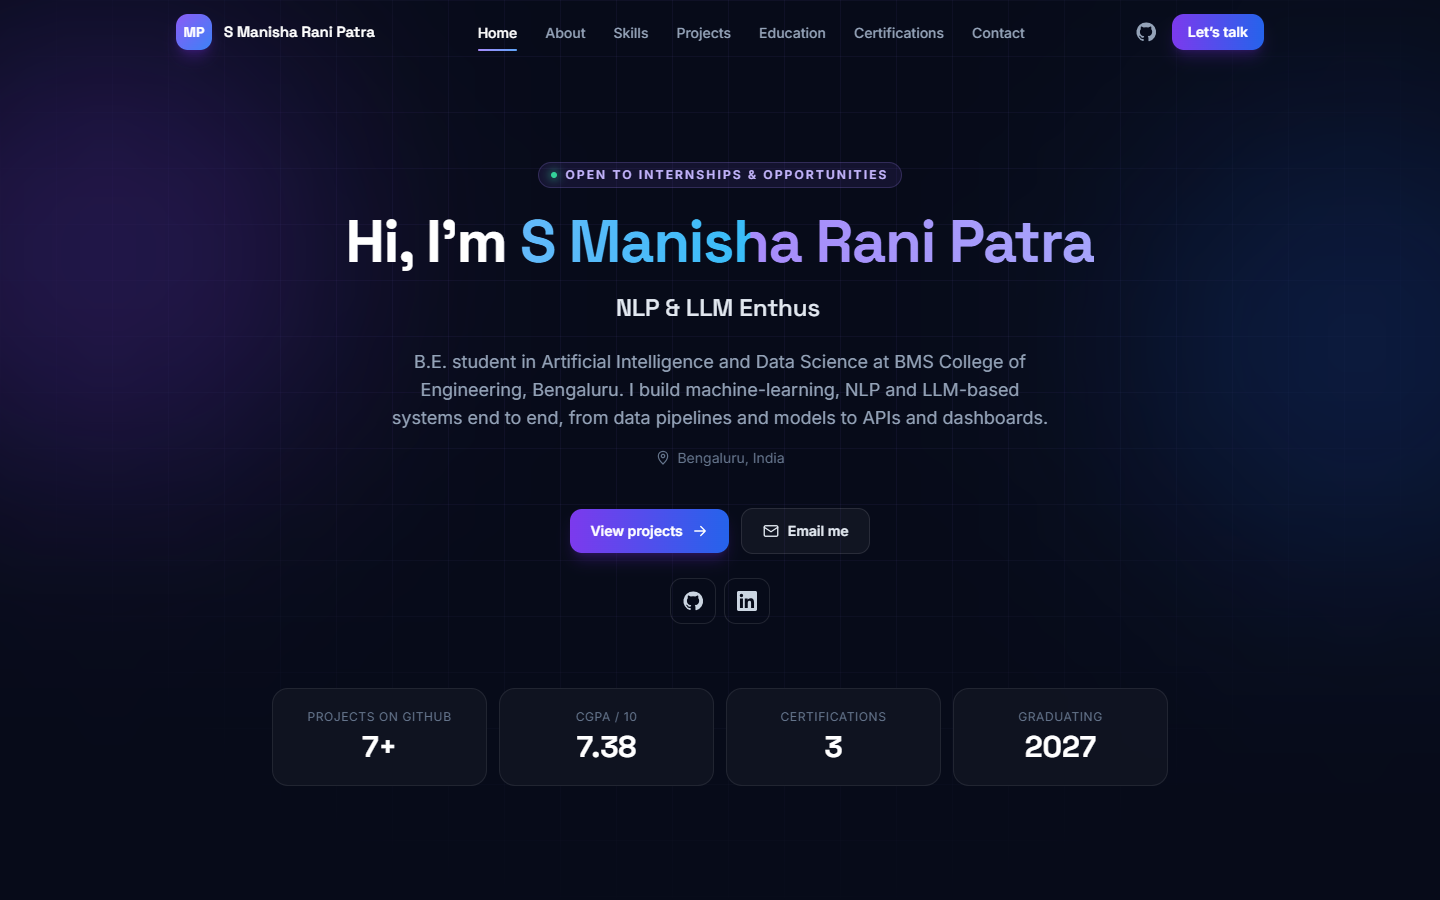 MP
S Manisha Rani Patra
Home
About
Skills
Projects
Education
Certifications
Contact
Let's talk
OPEN TO INTERNSHIPS & OPPORTUNITIES
Hi, I'm S Manisha Rani Patra
NLP & LLM Enthus
B.E. student in Artificial Intelligence and Data Science at BMS College of
Engineering, Bengaluru. I build machine-learning, NLP and LLM-based
systems end to end, from data pipelines and models to APIs and dashboards.
Bengaluru, India
View projects →
Email me
in
PROJECTS ON GITHUB
7+
CGPA / 10
7.38
CERTIFICATIONS
3
GRADUATING
2027